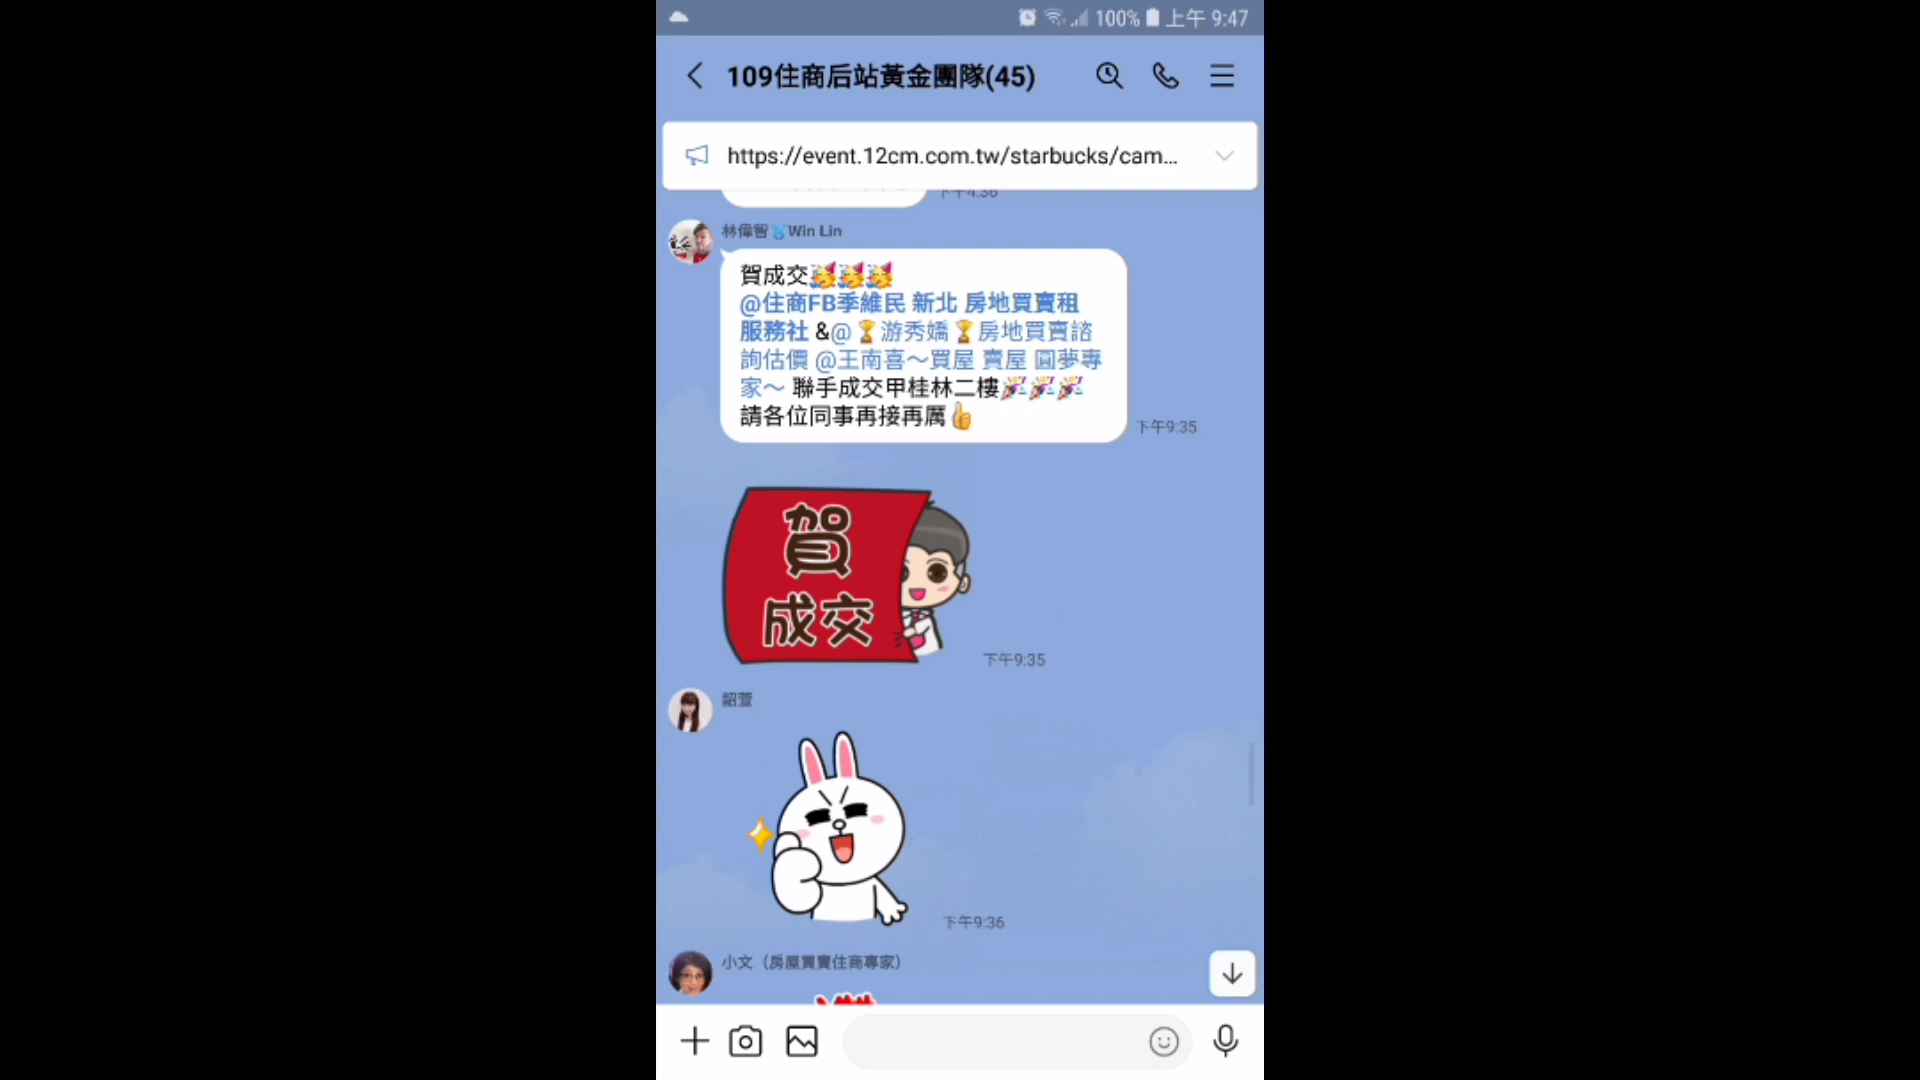 100% 上午 9:47
109住商后站黃金團隊(45)
https://event.12cm.com.tw/starbucks/cam...
下午4:36
林偉智🥏Win Lin
賀成交🥳🥳🥳
@住商FB季維民 新北 房地買賣租
服務社 &@🏆游秀嬌🏆房地買賣諮
詢估價 @王南喜～買屋 賣屋 圓夢專
家～ 聯手成交甲桂林二樓🎉🎉🎉
請各位同事再接再厲👍
下午9:35
賀
成交
下午9:35
韶萱
下午9:36
小文（房屋買賣住商專家）